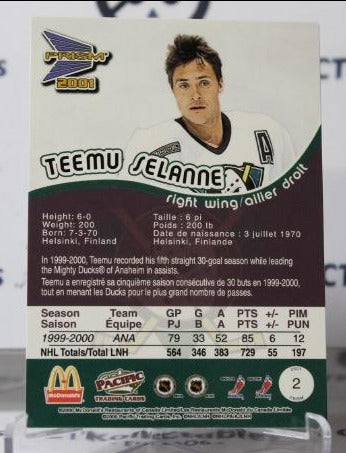 PRISM
2001
A
TEEMU SELANNE
right wing/ailier droit
Height: 6-0 Taille : 6 pi
Weight: 200 Poids : 200 lb
Born: 7-3-70 Date de naissance : 3 juillet 1970
Helsinki, Finland Helsinki, Finlande
In 1999-2000, Teemu recorded his fifth straight 30-goal season while leading
the Mighty Ducks® of Anaheim in assists.
Teemu a enregistré sa cinquième saison consécutive de 30 buts en 1999-2000,
tout en menant les Ducks pour le plus grand nombre de passes.
Season Team GP G A PTS +/- PIM
Saison Équipe PJ B A PTS +/- PUN
1999-2000 ANA 79 33 52 85 6 12
NHL Totals/Total LNH 564 346 383 729 55 197
McDonald's
PACIFIC
TRADING CARDS
NHL
NHLPA
2
PRISM